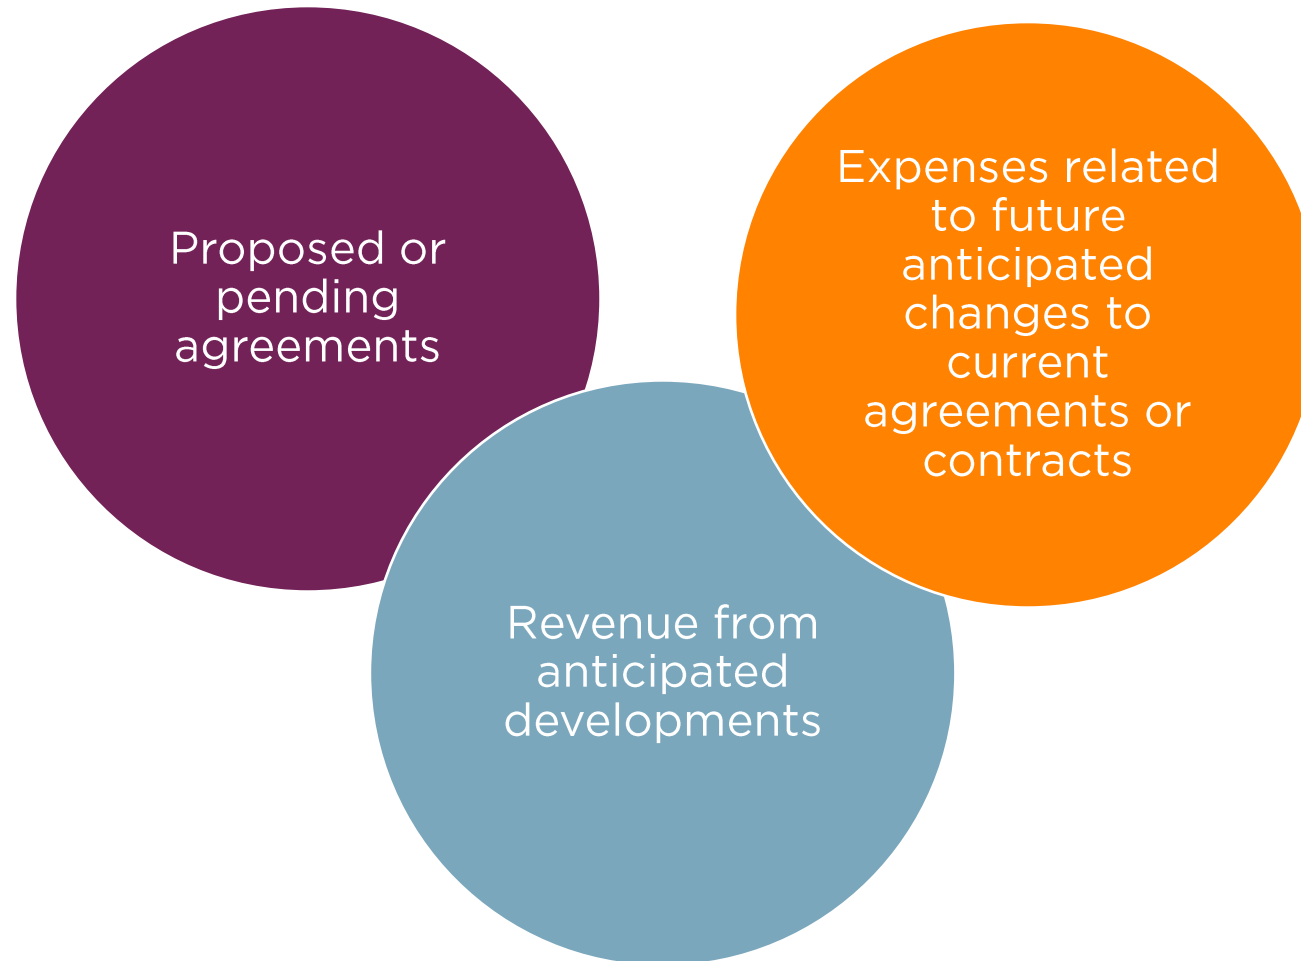 Proposed or
pending
agreements
Expenses related
to future
anticipated
changes to
current
agreements or
contracts
Revenue from
anticipated
developments